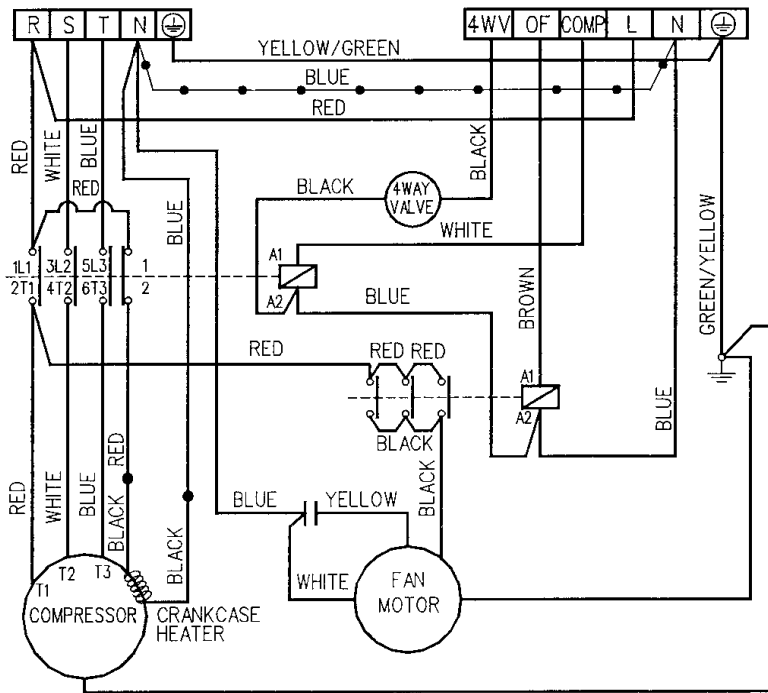 R S T N
4WV OF COMP L N
YELLOW/GREEN
BLUE
RED
RED
WHITE
BLUE
RED
BLUE
BLACK
BLACK
4WAY
VALVE
WHITE
A1
A2
BLUE
BROWN
GREEN/YELLOW
1L1 3L2 5L3 1
2T1 4T2 6T3 2
RED
RED RED
A1
A2
BLACK
BLUE
RED
WHITE
BLUE
BLACK
RED
BLACK
BLUE
YELLOW
BLACK
WHITE
T1
T2
T3
COMPRESSOR
CRANKCASE
HEATER
FAN
MOTOR